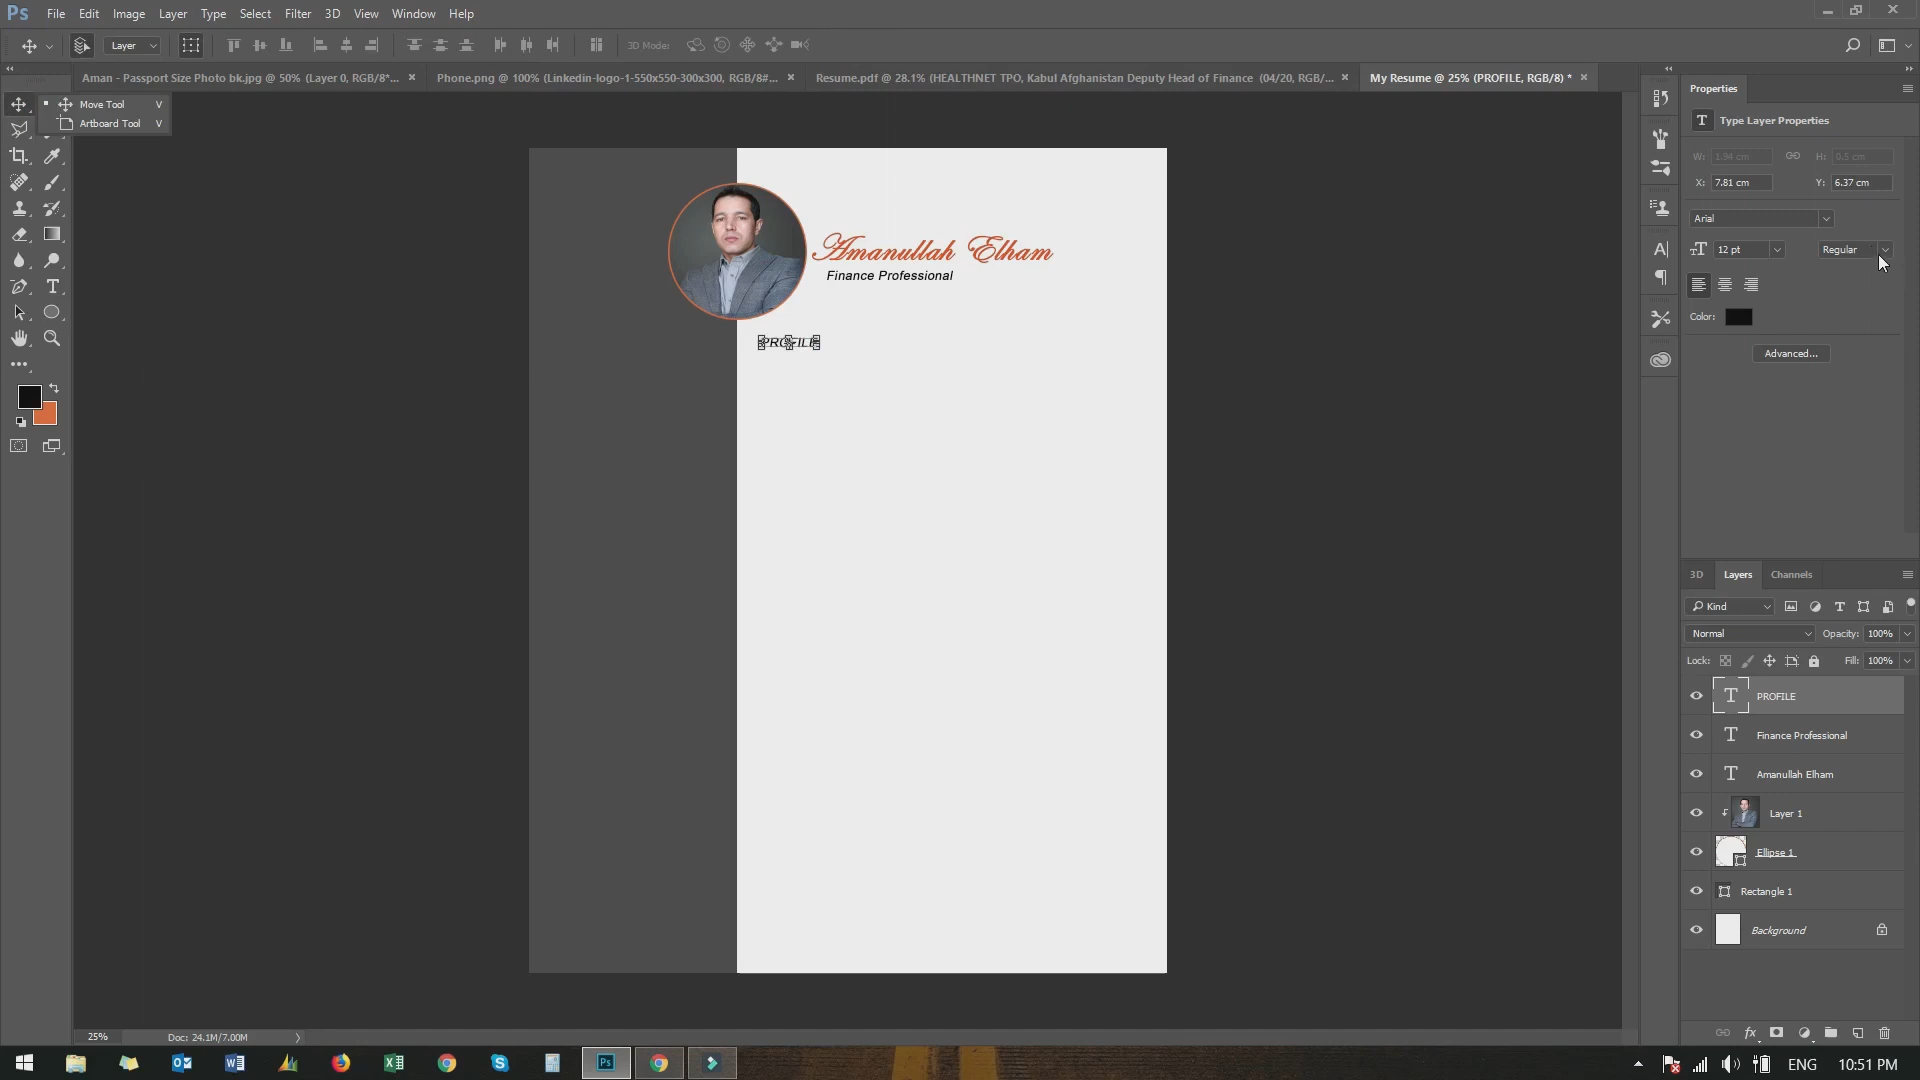 Ps File Edit Image Layer Type Select Filter 3D View Window Help
Layer 3D Mode:
Aman - Passport Size Photo bk.jpg @ 50% (Layer 0, RGB/8*... Phone.png @ 100% (Linkedin-logo-1-550x550-300x300, RGB/8#... Resume.pdf @ 28.1% (HEALTHNET TPO, Kabul Afghanistan Deputy Head of Finance (04/20, RGB/... My Resume @ 25% (PROFILE, RGB/8) *
Move Tool V
Artboard Tool V
Properties
T Type Layer Properties
W: 1.94 cm H: 0.5 cm
X: 7.81 cm Y: 6.37 cm
Arial
12 pt Regular
Color:
Advanced...
Amanullah Elham
Finance Professional
PROFILE
3D Layers Channels
Kind
Normal Opacity: 100%
Lock: Fill: 100%
T PROFILE
T Finance Professional
T Amanullah Elham
Layer 1
Ellipse 1
Rectangle 1
Background
25% Doc: 24.1M/7.00M
ENG 10:51 PM